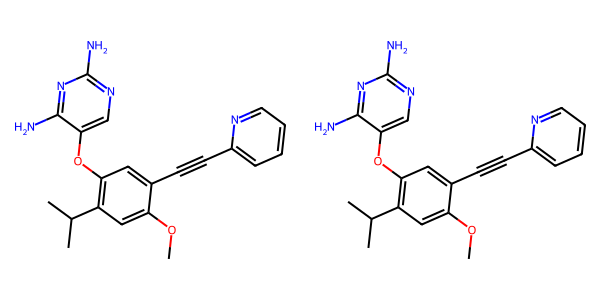 NH₂ NH₂
N N N N
H₂N N H₂N N
O O
O O